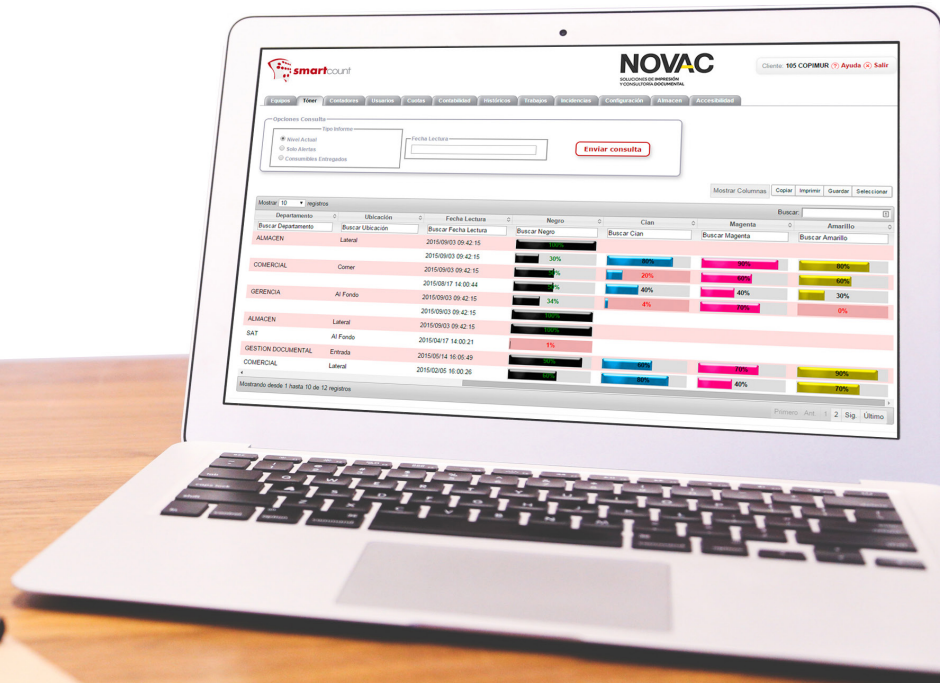 smartcount
NOVAC
SOLUCIONES DE IMPRESIÓN
Y CONSULTORÍA DOCUMENTAL
Cliente: 105 COPIMUR (?) Ayuda (x) Salir
Equipos Tóner Contadores Usuarios Costes Contabilidad Históricos Trabajos Incidencias Configuración Almacen Accesibilidad
Opciones Consulta
Tipo Informe
Nivel Actual
Solo Alertas
Consumibles Entregados
Fecha Lectura
Enviar consulta
Mostrar Columnas Copiar Imprimir Guardar Seleccionar
Mostrar 10 registros
Buscar:
Departamento Ubicación Fecha Lectura Negro Cian Magenta Amarillo
Buscar Departamento Buscar Ubicación Buscar Fecha Lectura Buscar Negro Buscar Cian Buscar Magenta Buscar Amarillo
ALMACEN Lateral 2015/09/03 09:42:15 100%
2015/09/03 09:42:15 30% 80% 90% 80%
COMERCIAL Comer 2015/09/03 09:42:15 20% 60% 60%
2015/08/17 14:00:44 40% 40% 30%
GERENCIA Al Fondo 2015/09/03 09:42:15 34% 4% 70% 0%
2015/09/03 09:42:15 100%
ALMACEN Lateral 2015/09/03 09:42:15 100%
SAT Al Fondo 2015/04/17 14:00:21 1%
GESTION DOCUMENTAL Entrada 2015/05/14 16:05:49 90% 60% 70% 90%
COMERCIAL Lateral 2015/02/05 16:00:26 60% 80% 40% 70%
Mostrando desde 1 hasta 10 de 12 registros
Primero Ant. 1 2 Sig. Último